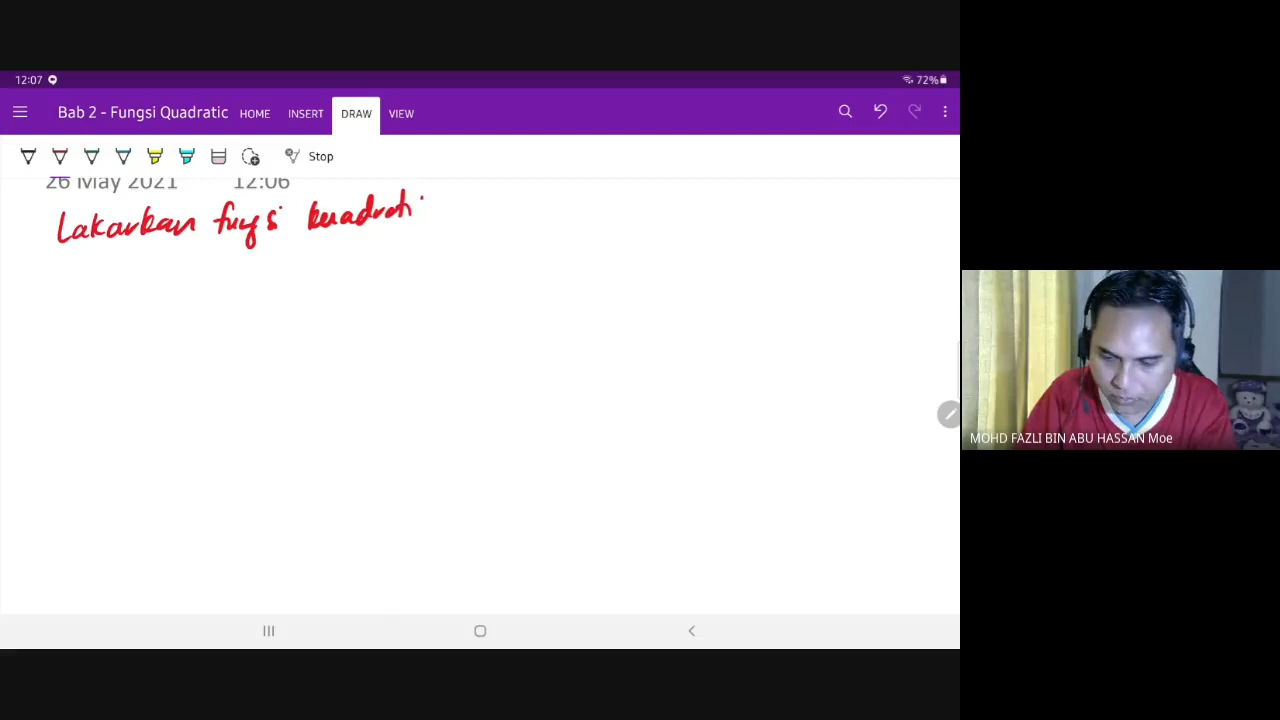 12:07 72%
Bab 2 - Fungsi Quadratic HOME INSERT DRAW VIEW
Stop
26 May 2021 12:06
Lakarkan fungsi kuadrati
MOHD FAZLI BIN ABU HASSAN Moe